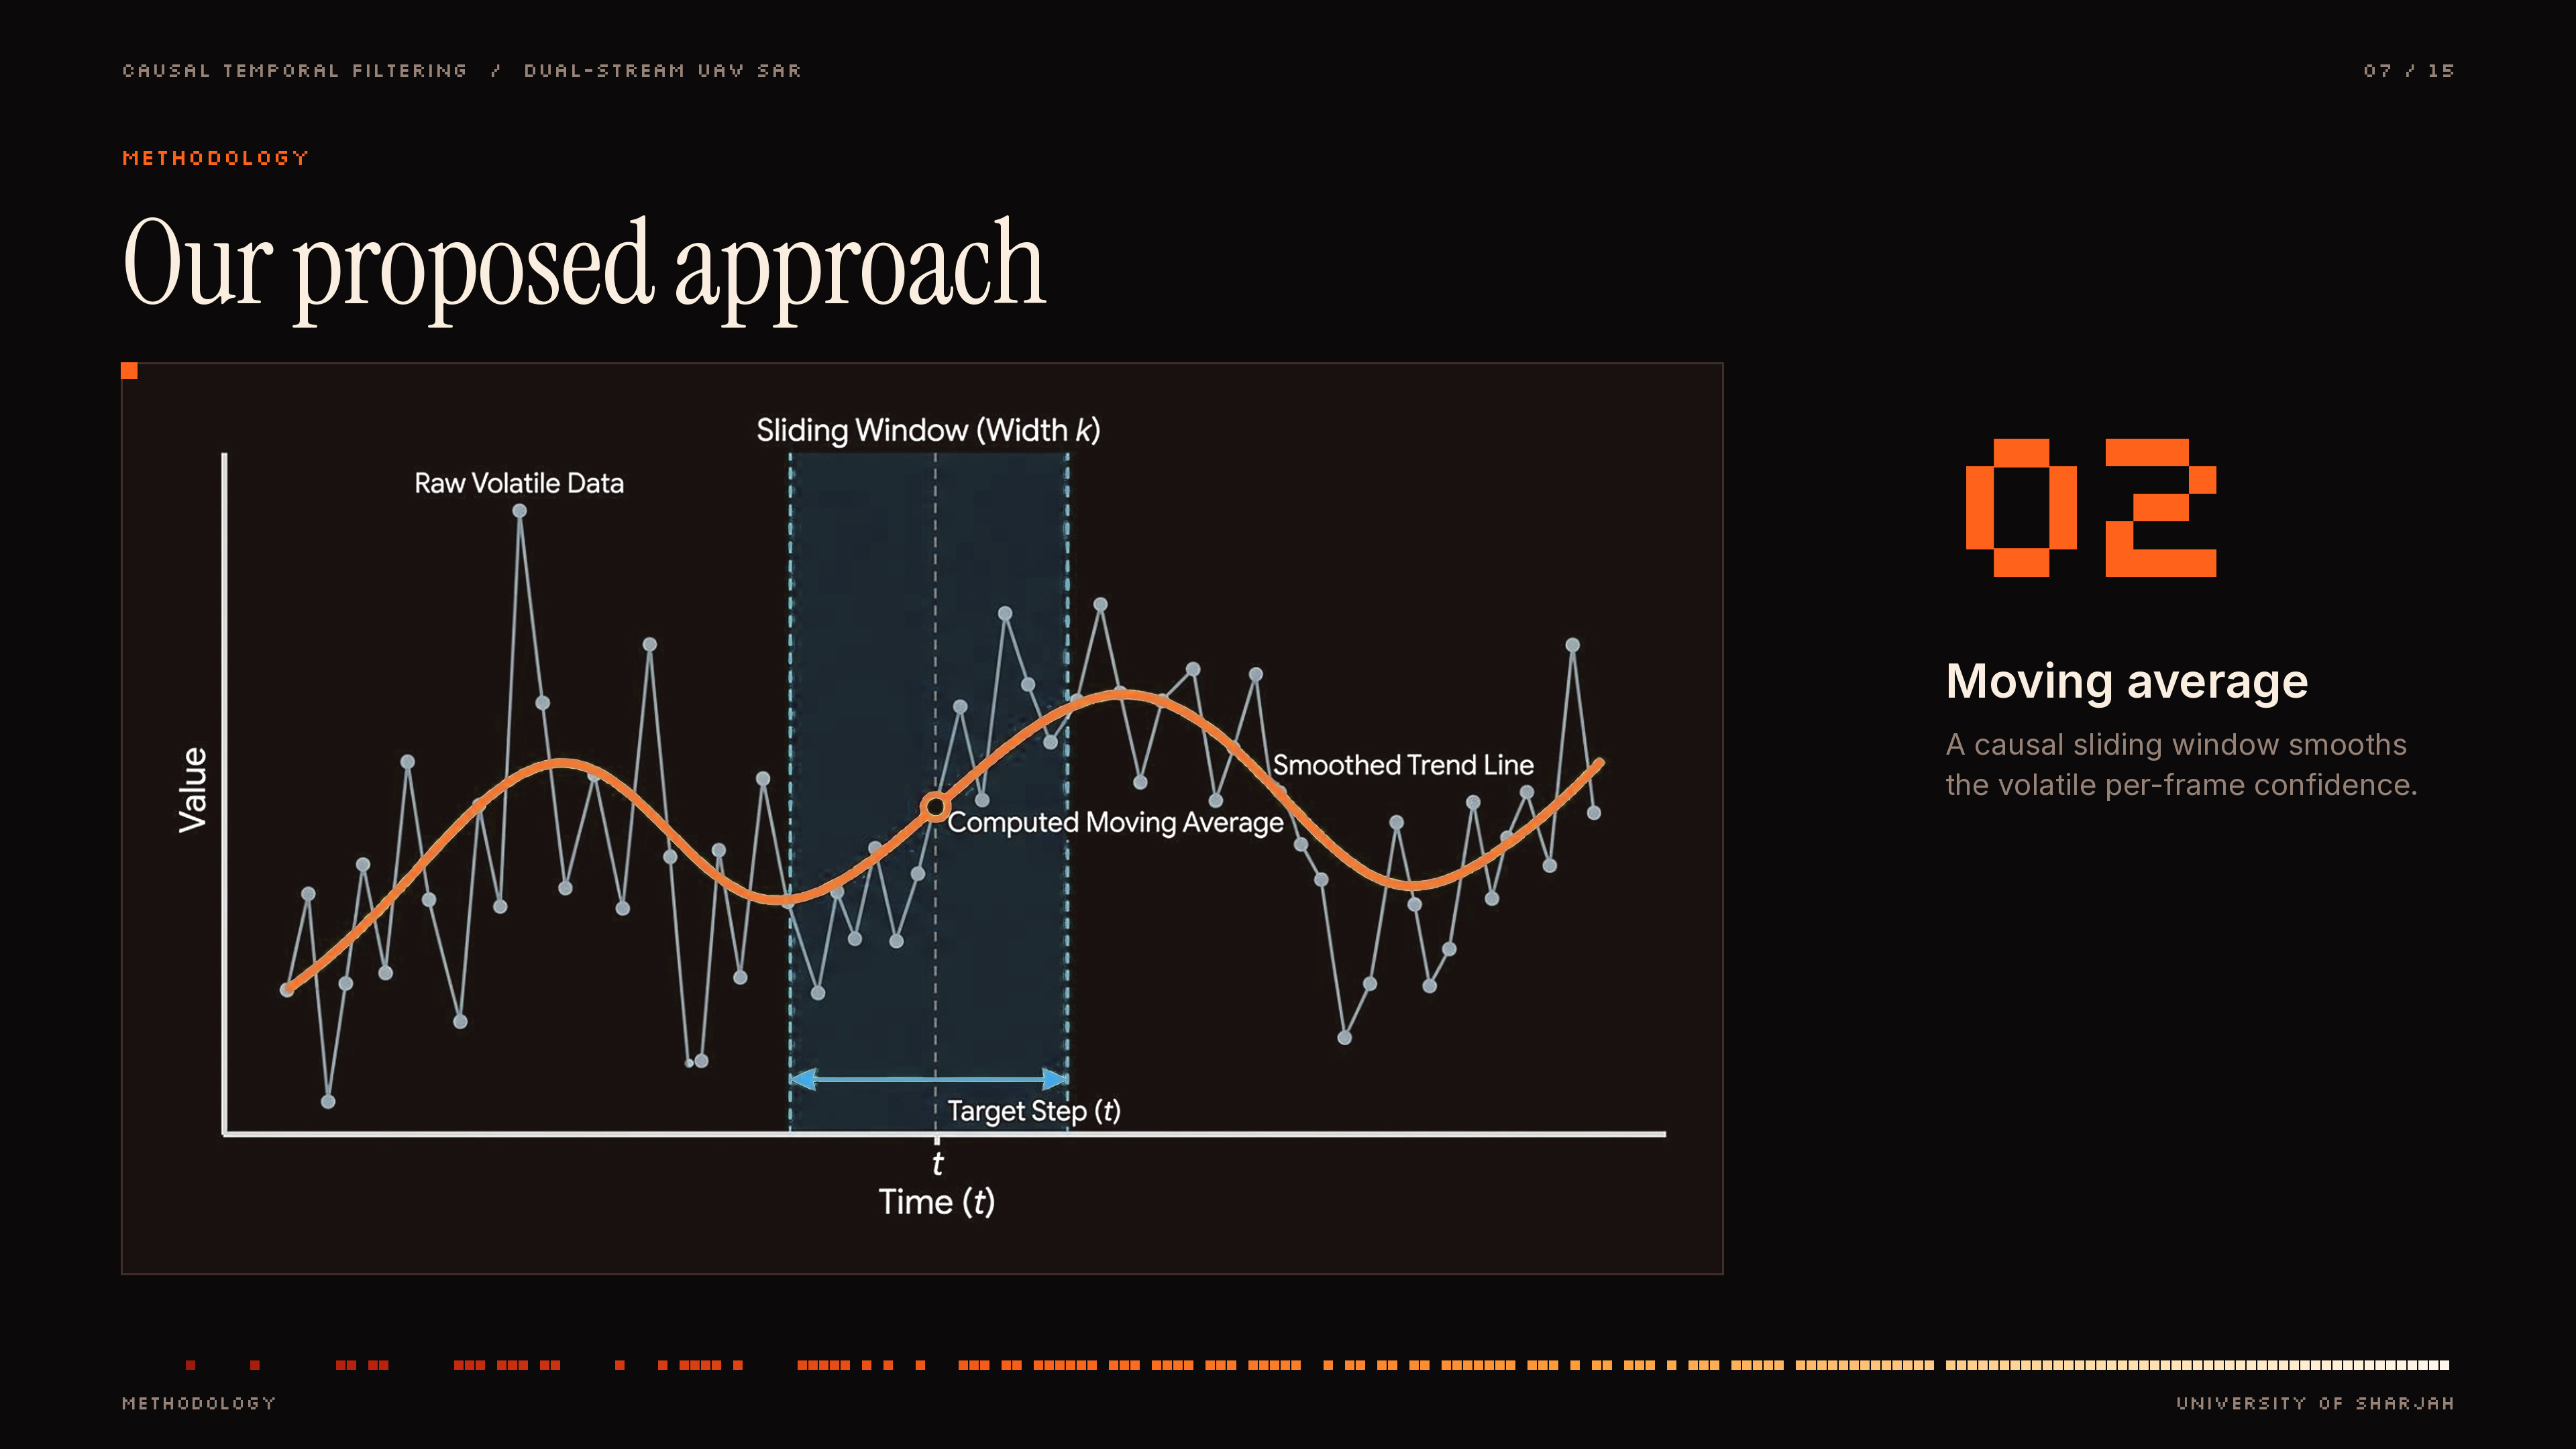 CAUSAL TEMPORAL FILTERING / DUAL-STREAM UAV SAR
07 / 15
METHODOLOGY
Our proposed approach
Sliding Window (Width k)
Raw Volatile Data
Value
Smoothed Trend Line
Computed Moving Average
Target Step (t)
t
Time (t)
02
Moving average
A causal sliding window smooths
the volatile per-frame confidence.
METHODOLOGY
UNIVERSITY OF SHARJAH